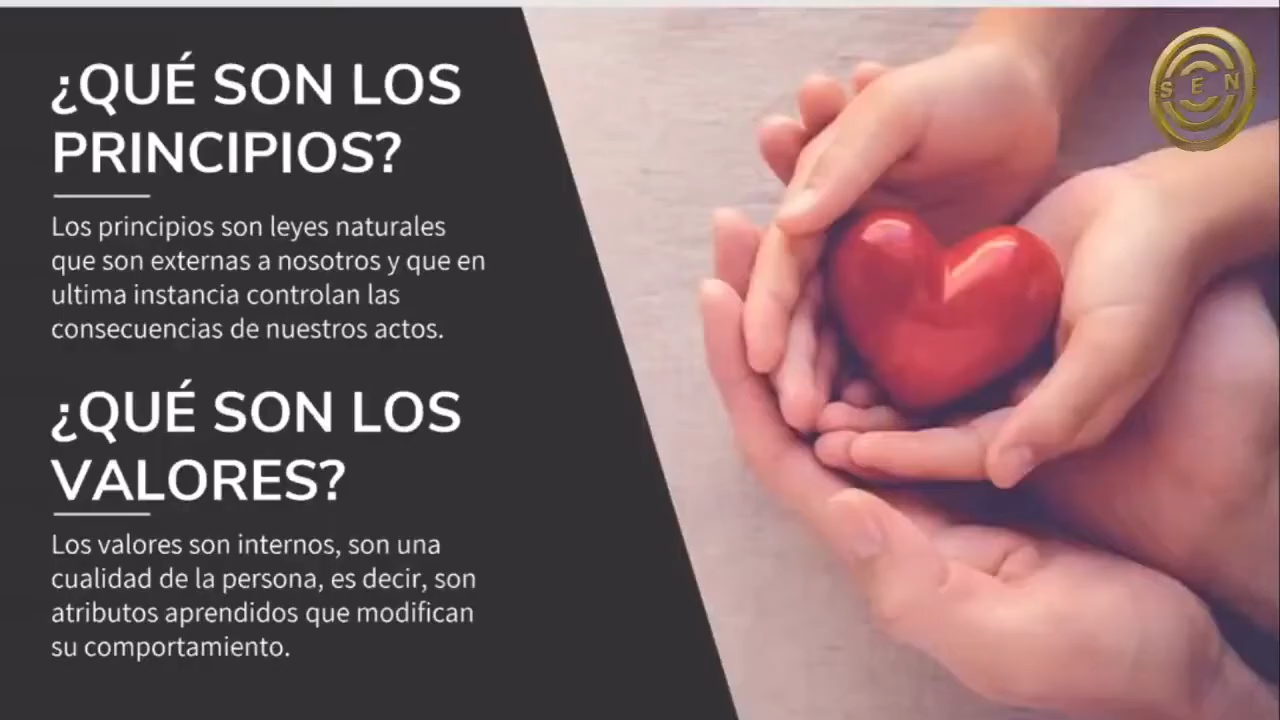 ¿QUÉ SON LOS
PRINCIPIOS?
Los principios son leyes naturales
que son externas a nosotros y que en
ultima instancia controlan las
consecuencias de nuestros actos.
¿QUÉ SON LOS
VALORES?
Los valores son internos, son una
cualidad de la persona, es decir, son
atributos aprendidos que modifican
su comportamiento.
SEN